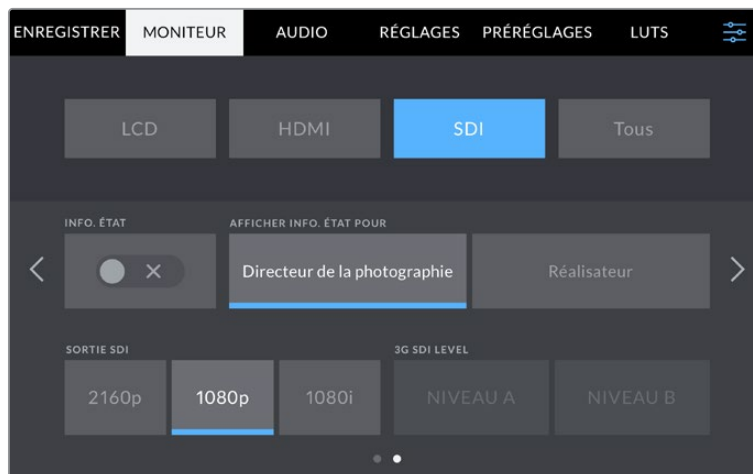 ENREGISTRER MONITEUR AUDIO RÉGLAGES PRÉRÉGLAGES LUTS
LCD HDMI SDI Tous
INFO. ÉTAT AFFICHER INFO. ÉTAT POUR
Directeur de la photographie Réalisateur
SORTIE SDI 3G SDI LEVEL
2160p 1080p 1080i NIVEAU A NIVEAU B